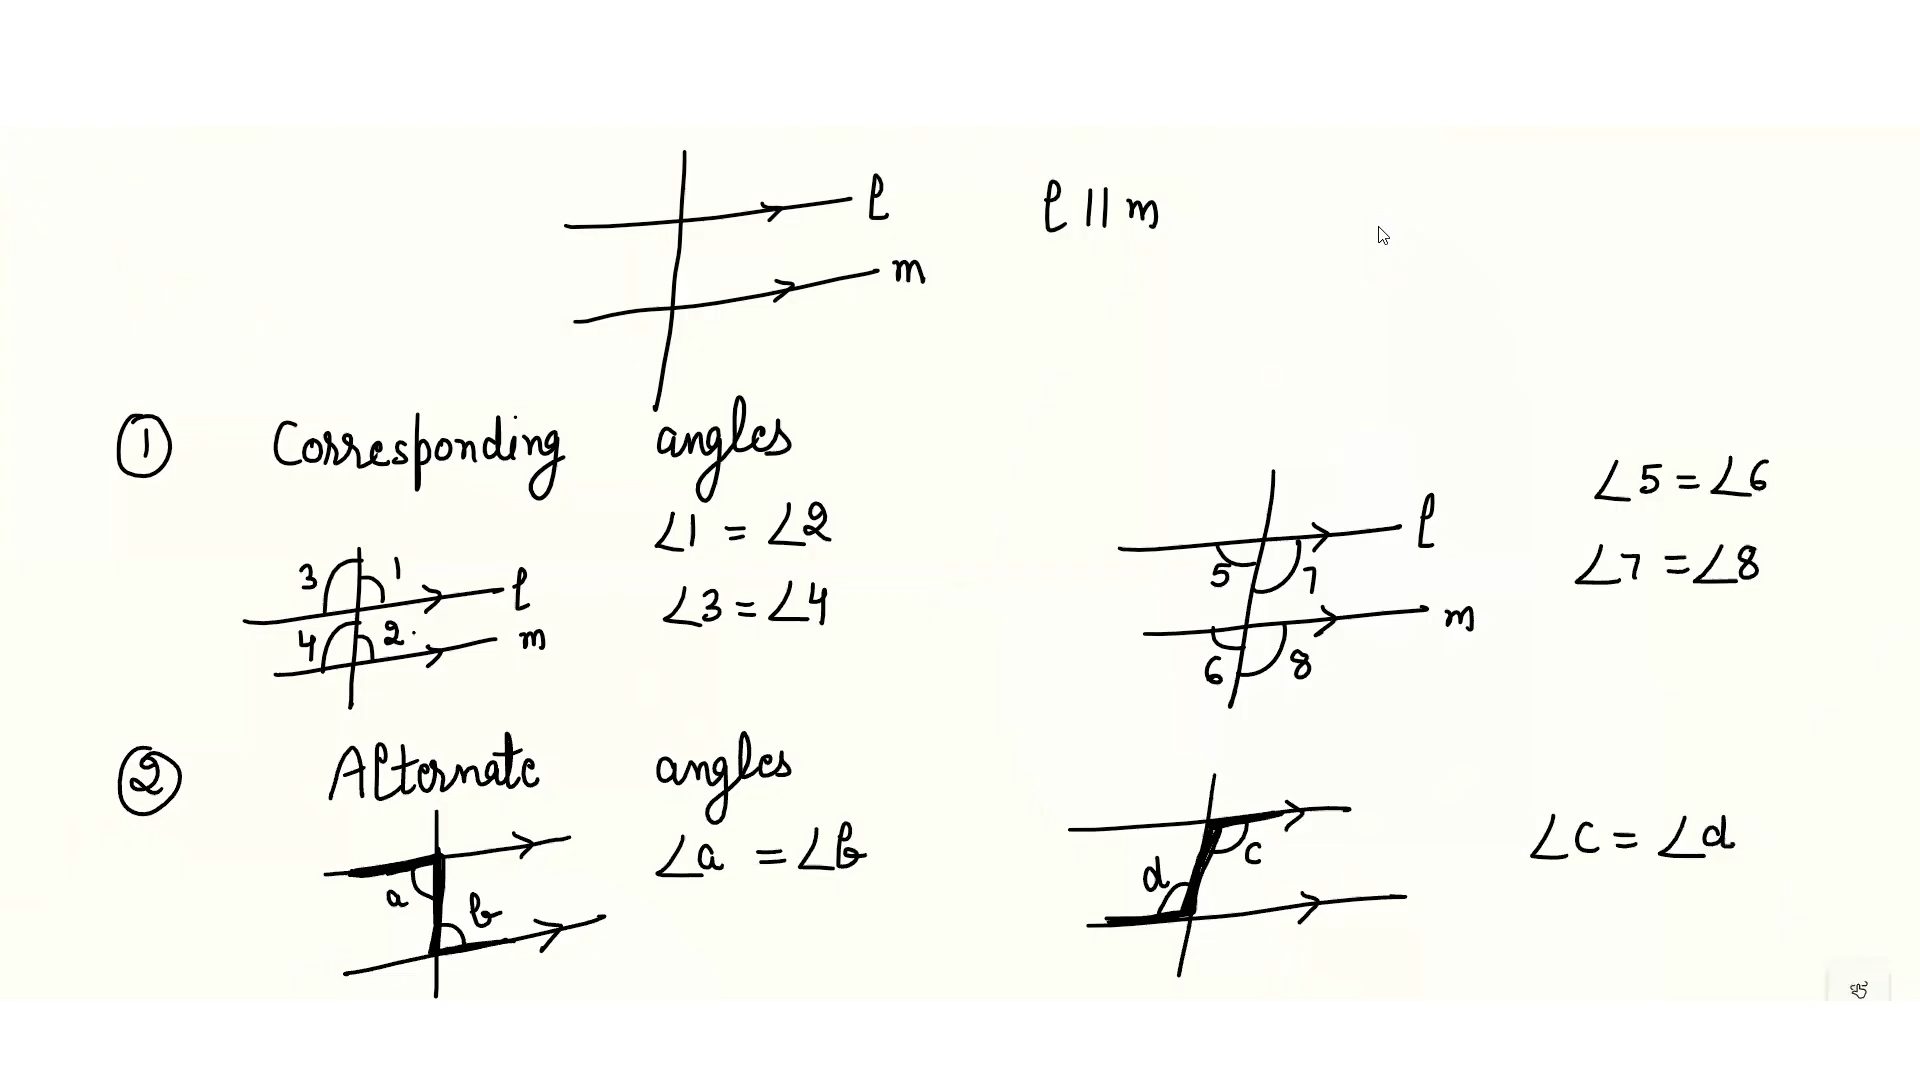 l l || m
m
① Corresponding angles
∠1 = ∠2
∠3 = ∠4
3 1 l
4 2 m
∠5 = ∠6
∠7 = ∠8
l
5 7
m
6 8
② Alternate angles
∠a = ∠b
a
b
∠c = ∠d
c
d